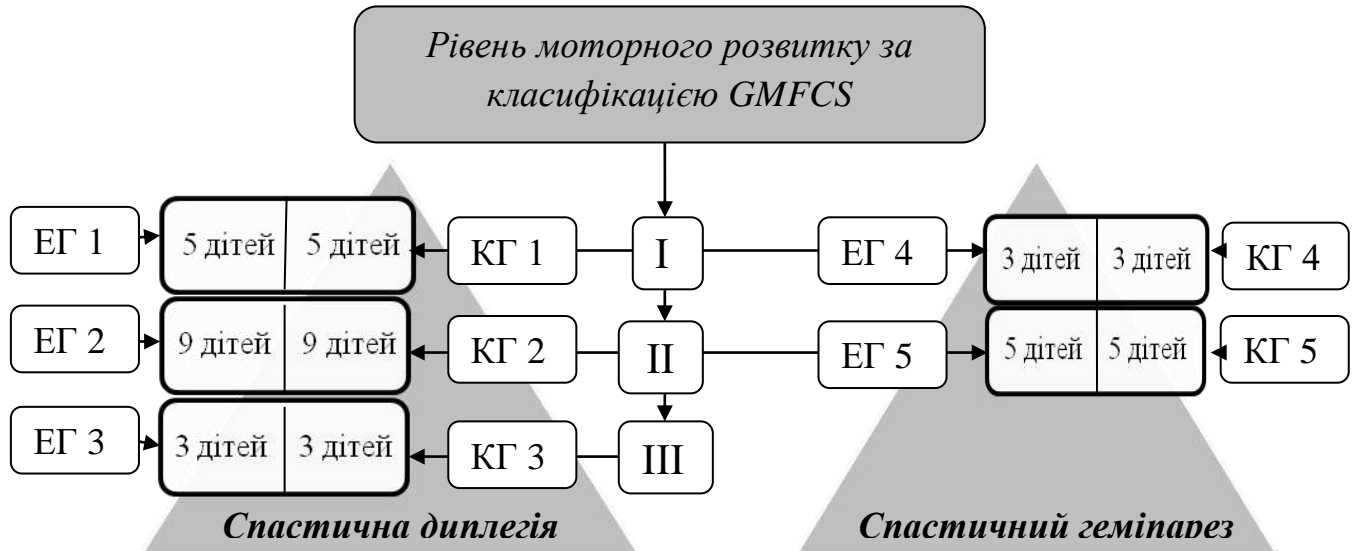 Рівень моторного розвитку за
класифікацією GMFCS
ЕГ 1
5 дітей 5 дітей
КГ 1
I
ЕГ 4
3 дітей 3 дітей
КГ 4
ЕГ 2
9 дітей 9 дітей
КГ 2
II
ЕГ 5
5 дітей 5 дітей
КГ 5
ЕГ 3
3 дітей 3 дітей
КГ 3
III
Спастична диплегія
Спастичний геміпарез